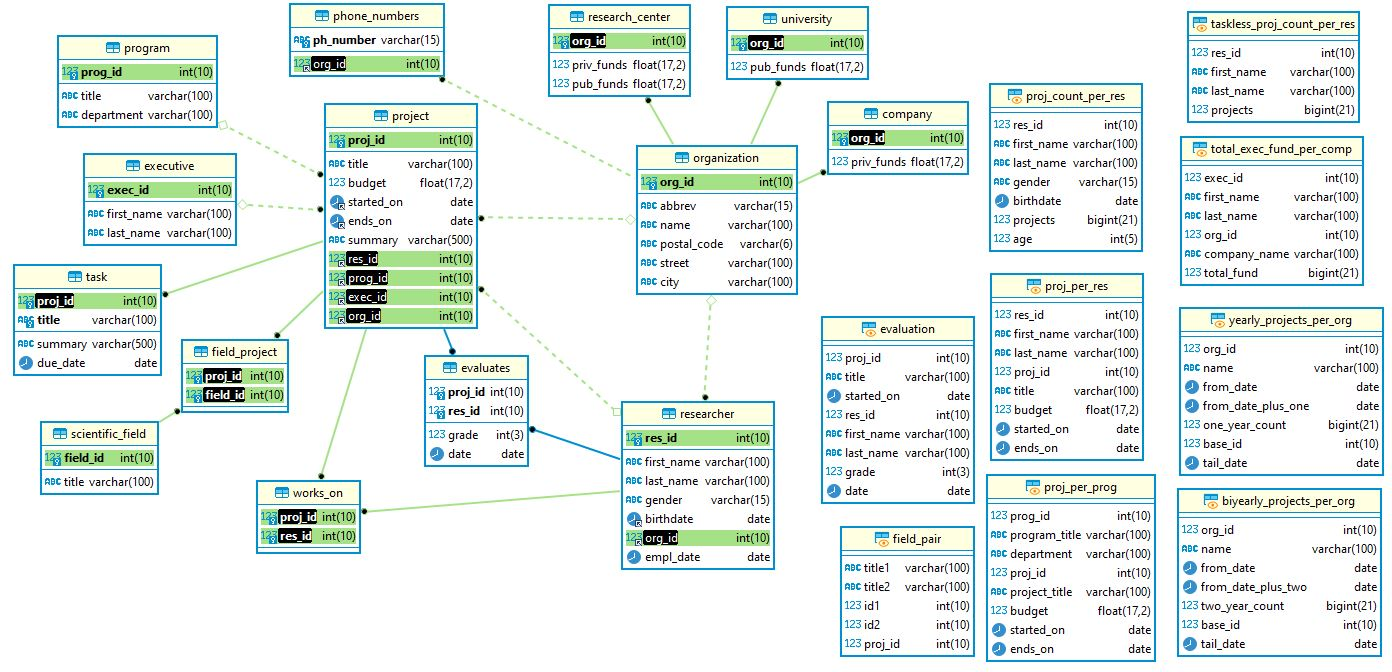 program
prog_id int(10)
title varchar(100)
department varchar(100)
phone_numbers
ph_number varchar(15)
org_id int(10)
research_center
org_id int(10)
priv_funds float(17,2)
pub_funds float(17,2)
university
org_id int(10)
pub_funds float(17,2)
company
org_id int(10)
priv_funds float(17,2)
executive
exec_id int(10)
first_name varchar(100)
last_name varchar(100)
project
proj_id int(10)
title varchar(100)
budget float(17,2)
started_on date
ends_on date
summary varchar(500)
res_id int(10)
prog_id int(10)
exec_id int(10)
org_id int(10)
organization
org_id int(10)
abbrev varchar(15)
name varchar(100)
postal_code varchar(6)
street varchar(100)
city varchar(100)
task
proj_id int(10)
title varchar(100)
summary varchar(500)
due_date date
field_project
proj_id int(10)
field_id int(10)
scientific_field
field_id int(10)
title varchar(100)
evaluates
proj_id int(10)
res_id int(10)
grade int(3)
date date
works_on
proj_id int(10)
res_id int(10)
researcher
res_id int(10)
first_name varchar(100)
last_name varchar(100)
gender varchar(15)
birthdate date
org_id int(10)
empl_date date
evaluation
proj_id int(10)
title varchar(100)
started_on date
res_id int(10)
first_name varchar(100)
last_name varchar(100)
grade int(3)
date date
field_pair
title1 varchar(100)
title2 varchar(100)
id1 int(10)
id2 int(10)
proj_id int(10)
proj_count_per_res
res_id int(10)
first_name varchar(100)
last_name varchar(100)
gender varchar(15)
birthdate date
projects bigint(21)
age int(5)
proj_per_res
res_id int(10)
first_name varchar(100)
last_name varchar(100)
proj_id int(10)
title varchar(100)
budget float(17,2)
started_on date
ends_on date
proj_per_prog
prog_id int(10)
program_title varchar(100)
department varchar(100)
proj_id int(10)
project_title varchar(100)
budget float(17,2)
started_on date
ends_on date
taskless_proj_count_per_res
res_id int(10)
first_name varchar(100)
last_name varchar(100)
projects bigint(21)
total_exec_fund_per_comp
exec_id int(10)
first_name varchar(100)
last_name varchar(100)
org_id int(10)
company_name varchar(100)
total_fund bigint(21)
yearly_projects_per_org
org_id int(10)
name varchar(100)
from_date date
from_date_plus_one date
one_year_count bigint(21)
base_id int(10)
tail_date date
biyearly_projects_per_org
org_id int(10)
name varchar(100)
from_date date
from_date_plus_two date
two_year_count bigint(21)
base_id int(10)
tail_date date